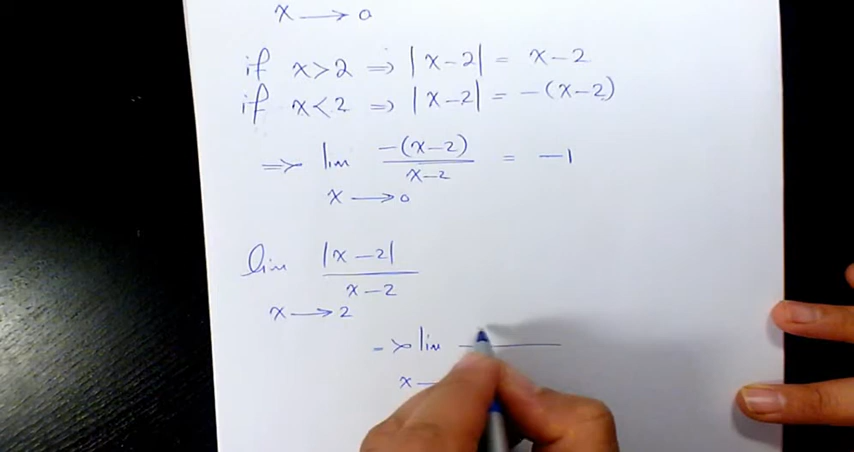 x → 0
if x>2 ⇒ |x-2| = x-2
if x<2 ⇒ |x-2| = -(x-2)
⇒ lim -(x-2)
x-2
= -1
x → 0
lim |x-2|
x-2
x → 2
→ lim
x